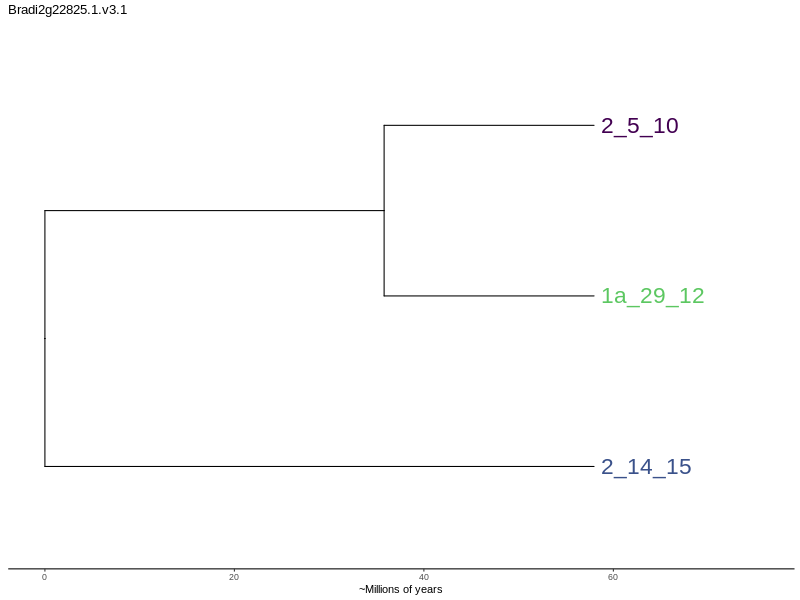 Bradi2g22825.1.v3.1
2_5_10
1a_29_12
2_14_15
0 20 40 60
~Millions of years